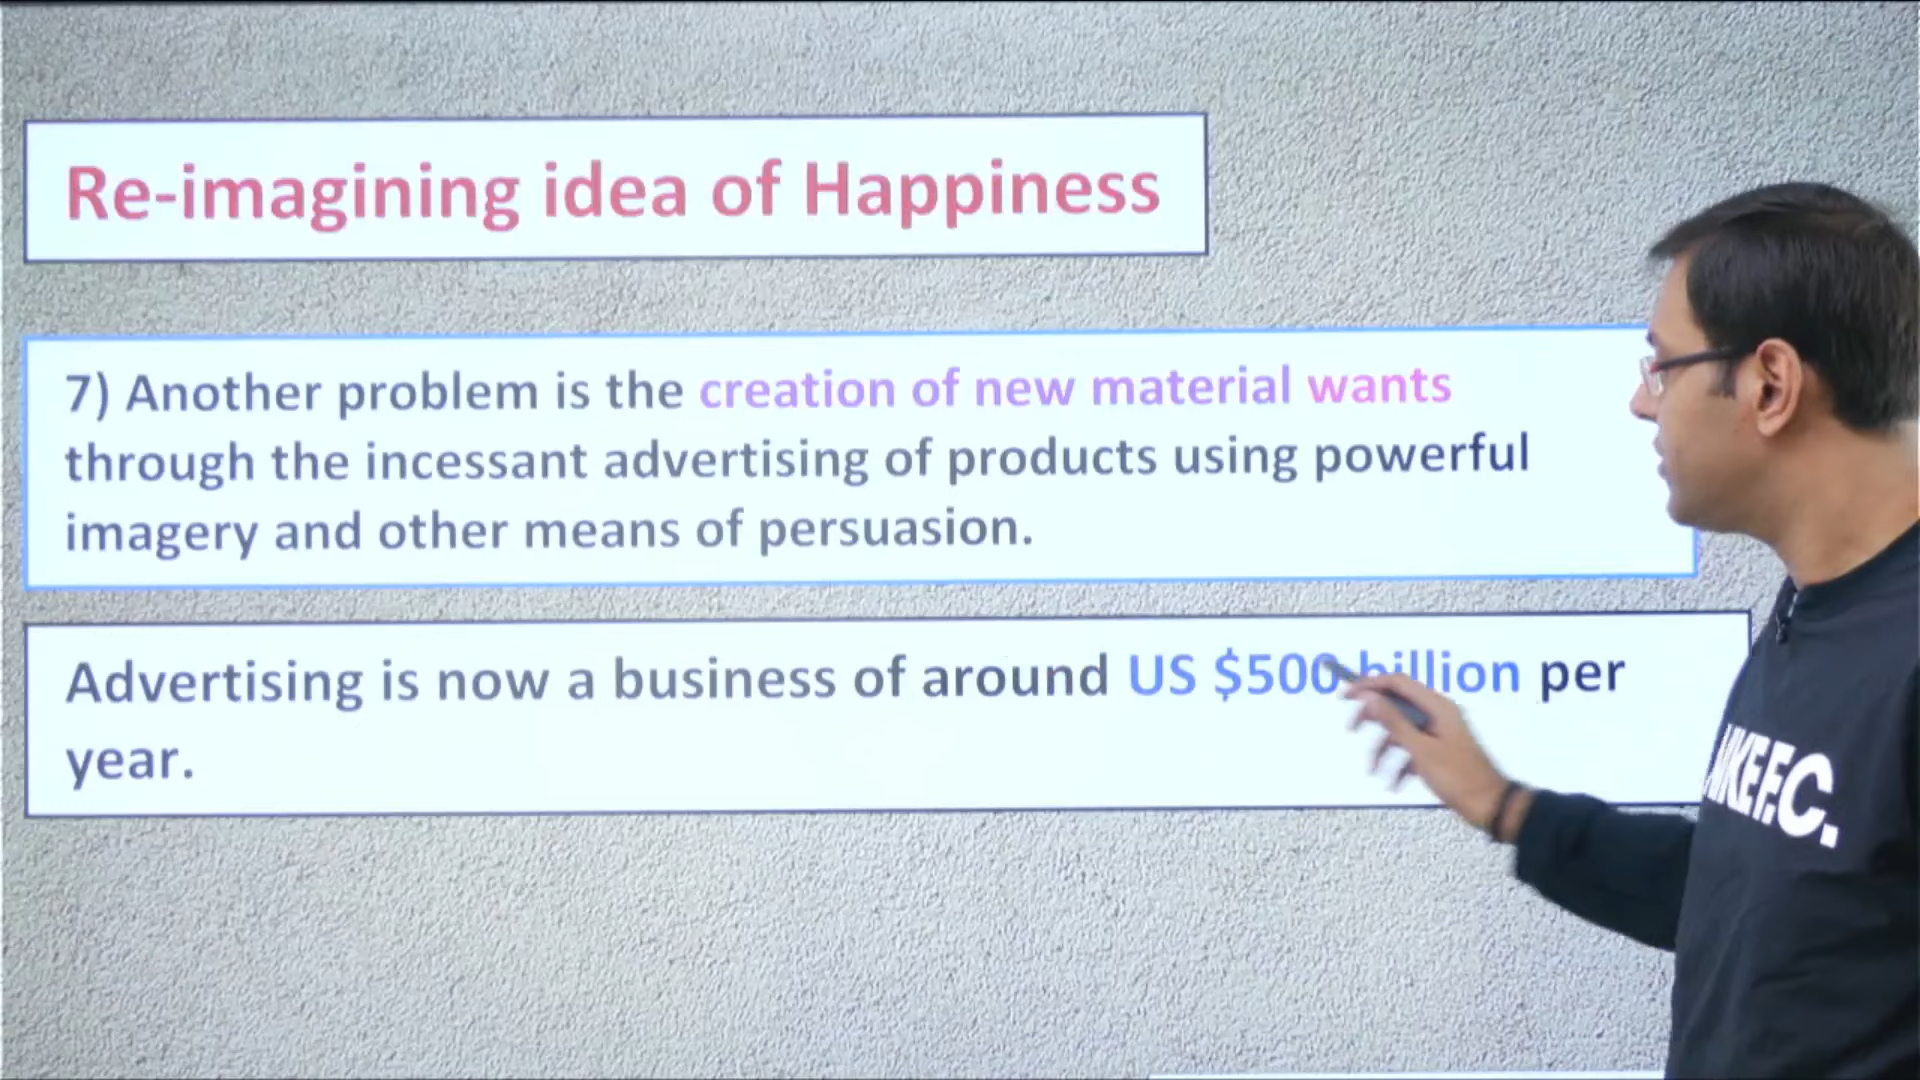 Re-imagining idea of Happiness
7) Another problem is the creation of new material wants
through the incessant advertising of products using powerful
imagery and other means of persuasion.
Advertising is now a business of around US $500 billion per
year.
F.C.